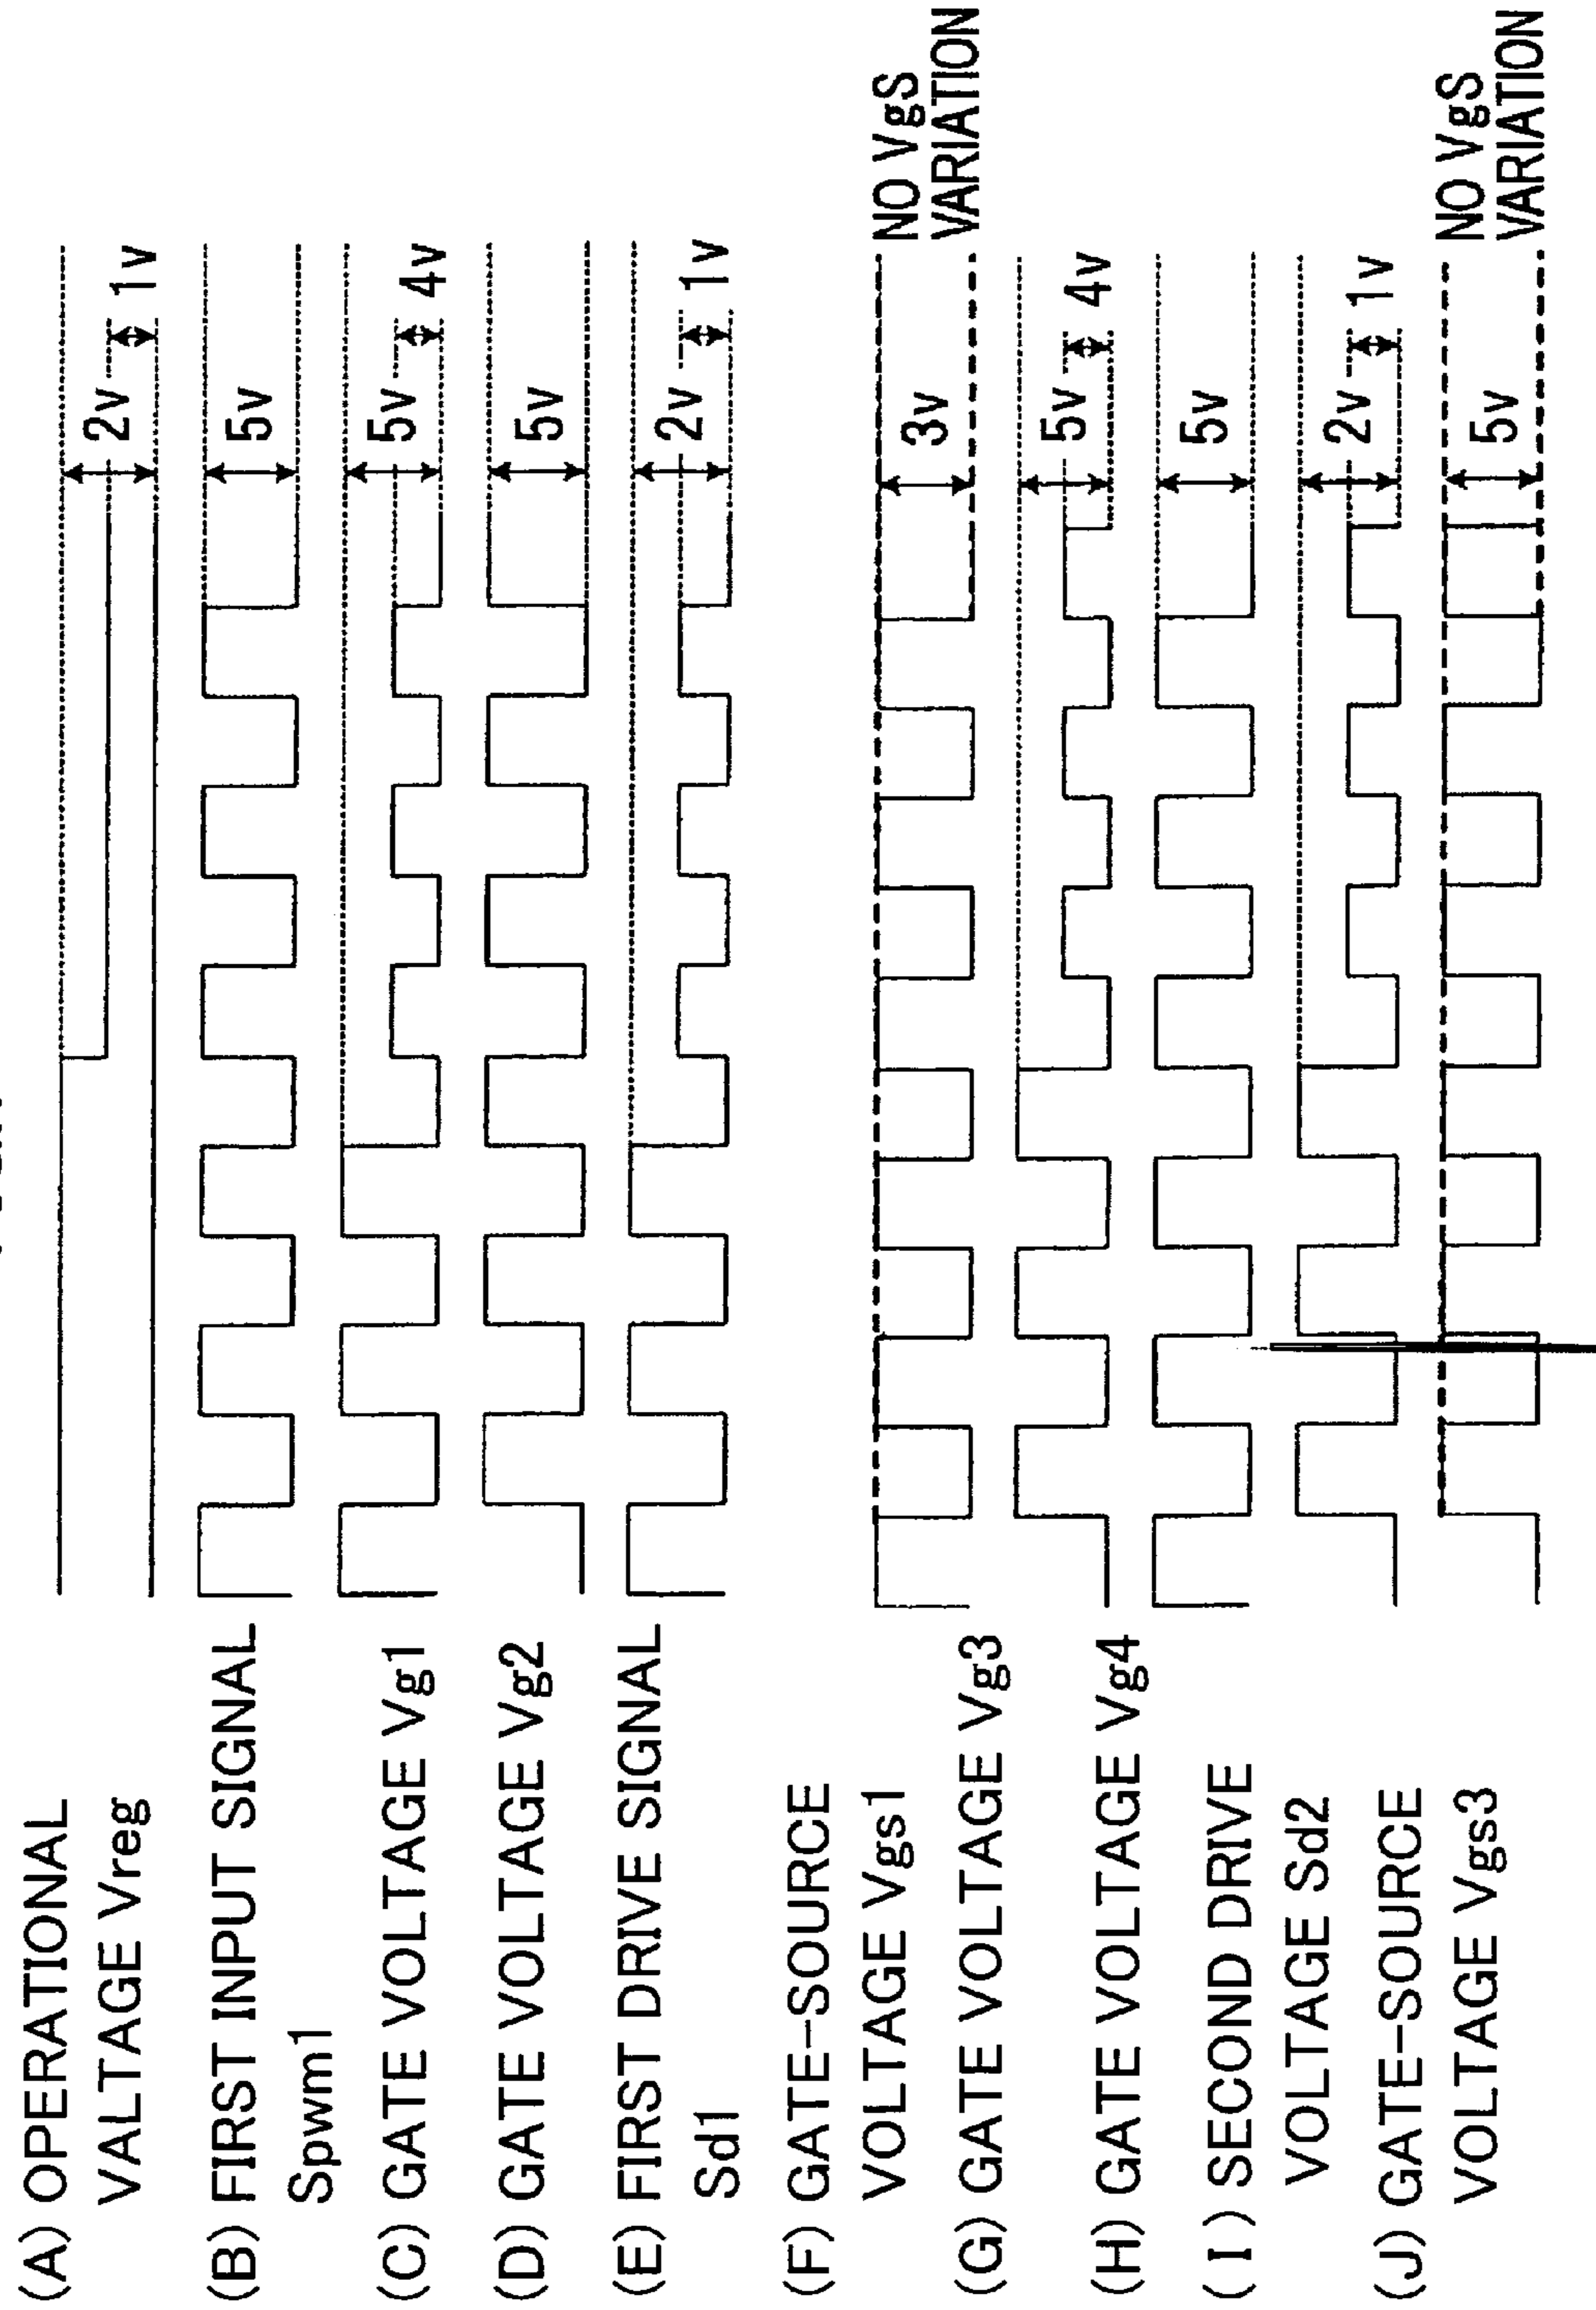 (A) OPERATIONAL
VALTAGE Vreg
2v
1v
(B) FIRST INPUT SIGNAL
Spwm1
5v
(C) GATE VOLTAGE Vg1
5v
4v
(D) GATE VOLTAGE Vg2
5v
(E) FIRST DRIVE SIGNAL
Sd1
2v
1v
(F) GATE-SOURCE
VOLTAGE Vgs1
3v
NO VgS
VARIATION
(G) GATE VOLTAGE Vg3
5v
4v
(H) GATE VOLTAGE Vg4
5v
(I) SECOND DRIVE
VOLTAGE Sd2
2v
1v
(J) GATE-SOURCE
VOLTAGE Vgs3
5v
NO VgS
VARIATION